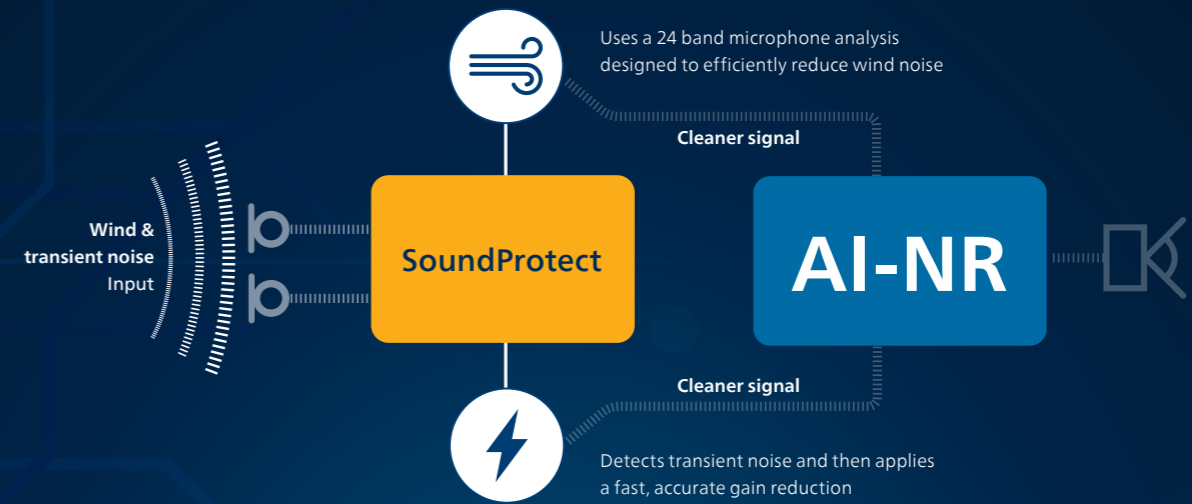 Uses a 24 band microphone analysis
designed to efficiently reduce wind noise
Cleaner signal
Wind &
transient noise
Input
SoundProtect
AI-NR
Cleaner signal
Detects transient noise and then applies
a fast, accurate gain reduction